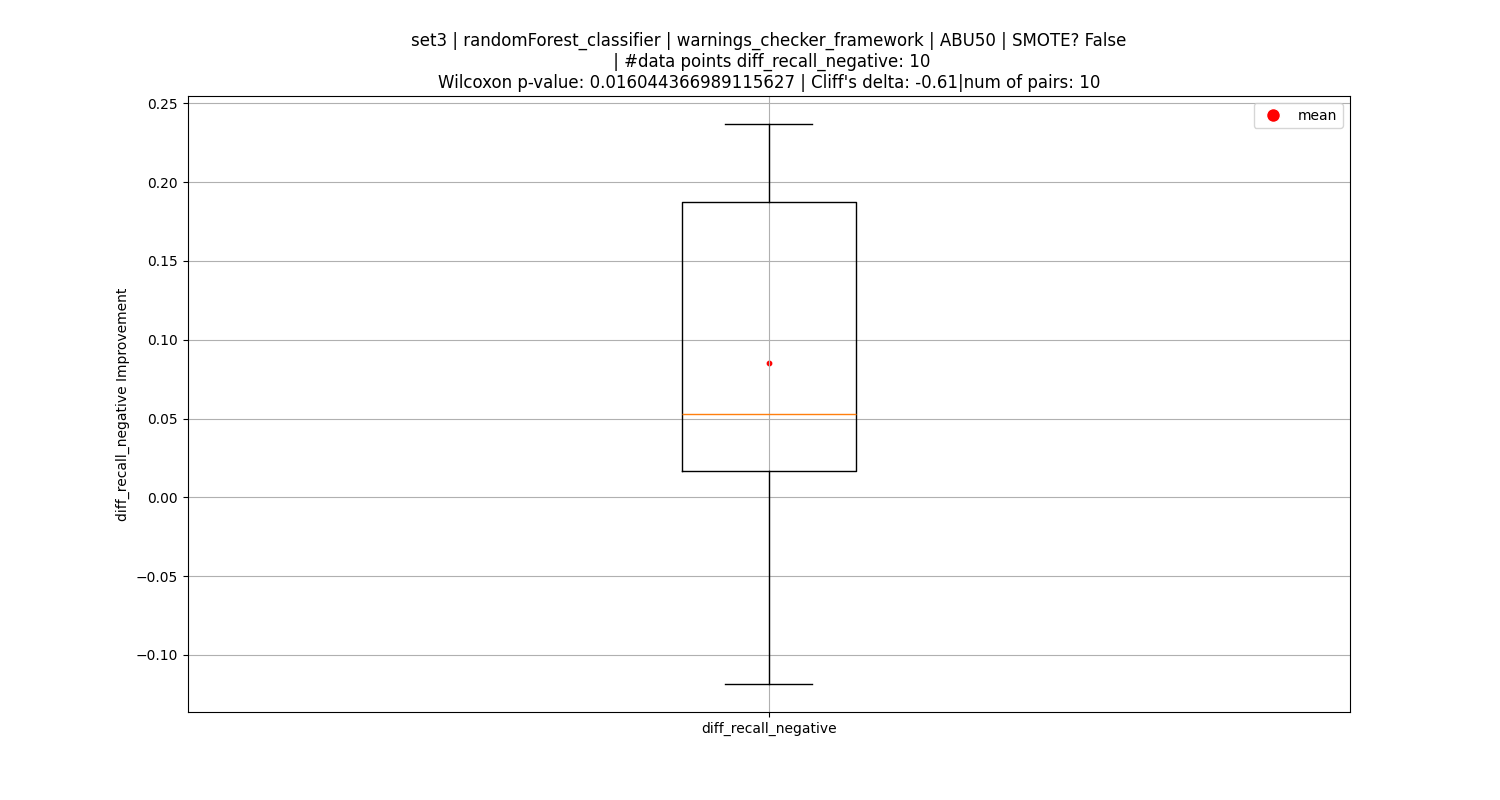 set3 | randomForest_classifier | warnings_checker_framework | ABU50 | SMOTE? False
| #data points diff_recall_negative: 10
Wilcoxon p-value: 0.016044366989115627 | Cliff's delta: -0.61|num of pairs: 10
mean
0.25
0.20
0.15
0.10
0.05
0.00
−0.05
−0.10
diff_recall_negative Improvement
diff_recall_negative